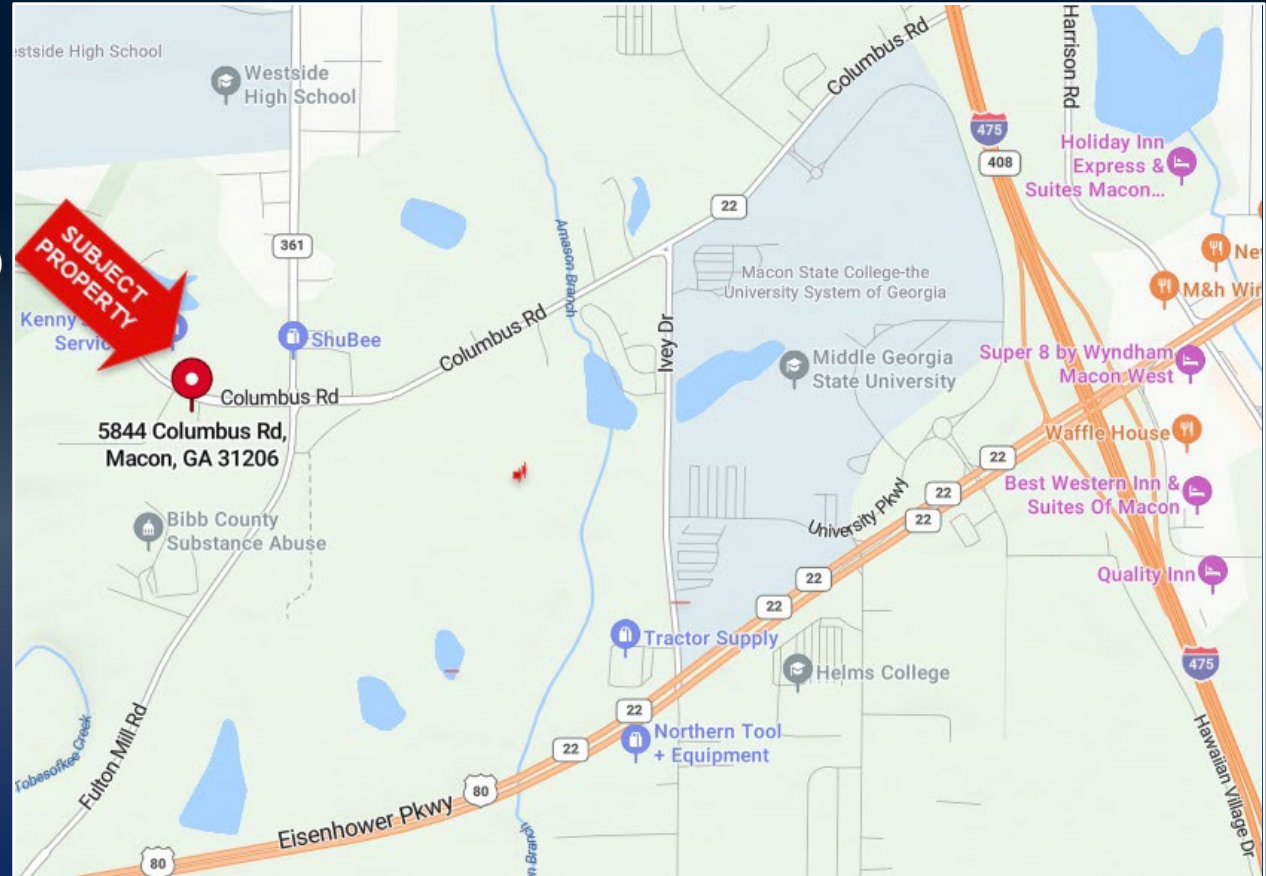 estside High School
Westside
High School
SUBJECT
PROPERTY
Kenny's
Servic
361
ShuBee
Columbus Rd
5844 Columbus Rd,
Macon, GA 31206
Bibb County
Substance Abuse
Fulton Mill Rd
Tobesofkee Creek
Columbus Rd
Amason Branch
22
Columbus Rd
Ivey Dr
Macon State College-the
University System of Georgia
Middle Georgia
State University
475
408
Harrison Rd
Holiday Inn
Express &
Suites Macon...
Ne
M&h Win
Super 8 by Wyndham
Macon West
Waffle House
Best Western Inn &
Suites Of Macon
Quality Inn
22
22
22
University Pkwy
22
22
Tractor Supply
Helms College
22
Northern Tool
+ Equipment
22
80
Eisenhower Pkwy
80
n Branch
475
Hawaiian Village Dr